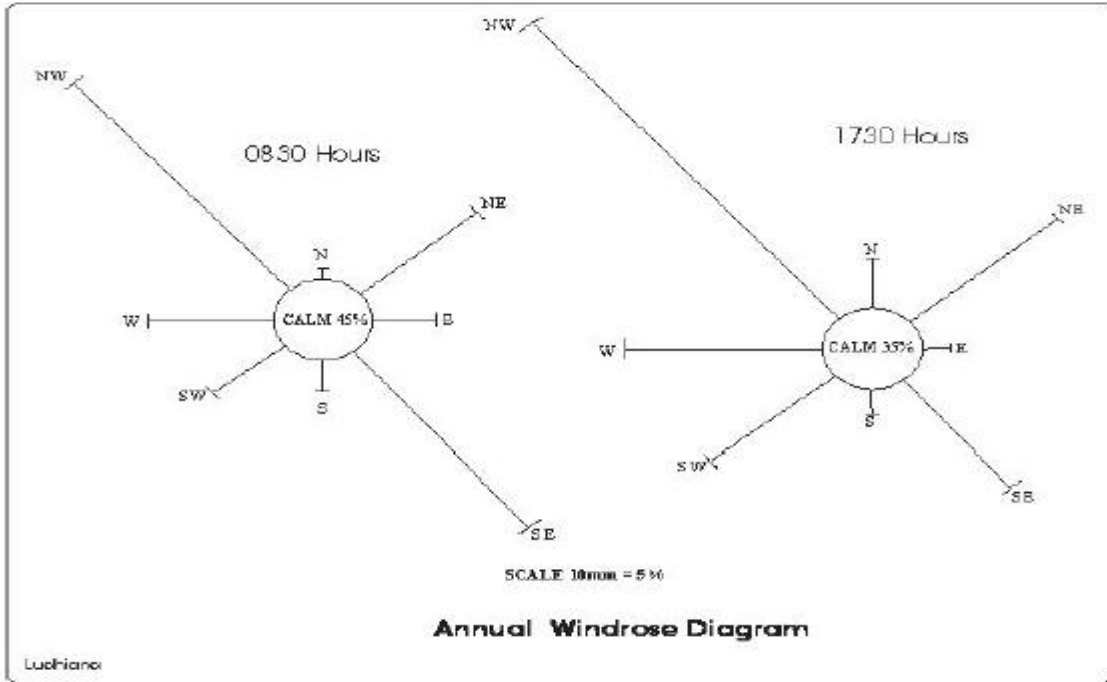 NW
0830 Hours
NE
N
W
CALM 45%
E
SW
S
SE
NW
1730 Hours
NE
N
W
CALM 35%
E
SW
S
SE
SCALE 10mm = 5%
Annual Windrose Diagram
Ludhiana